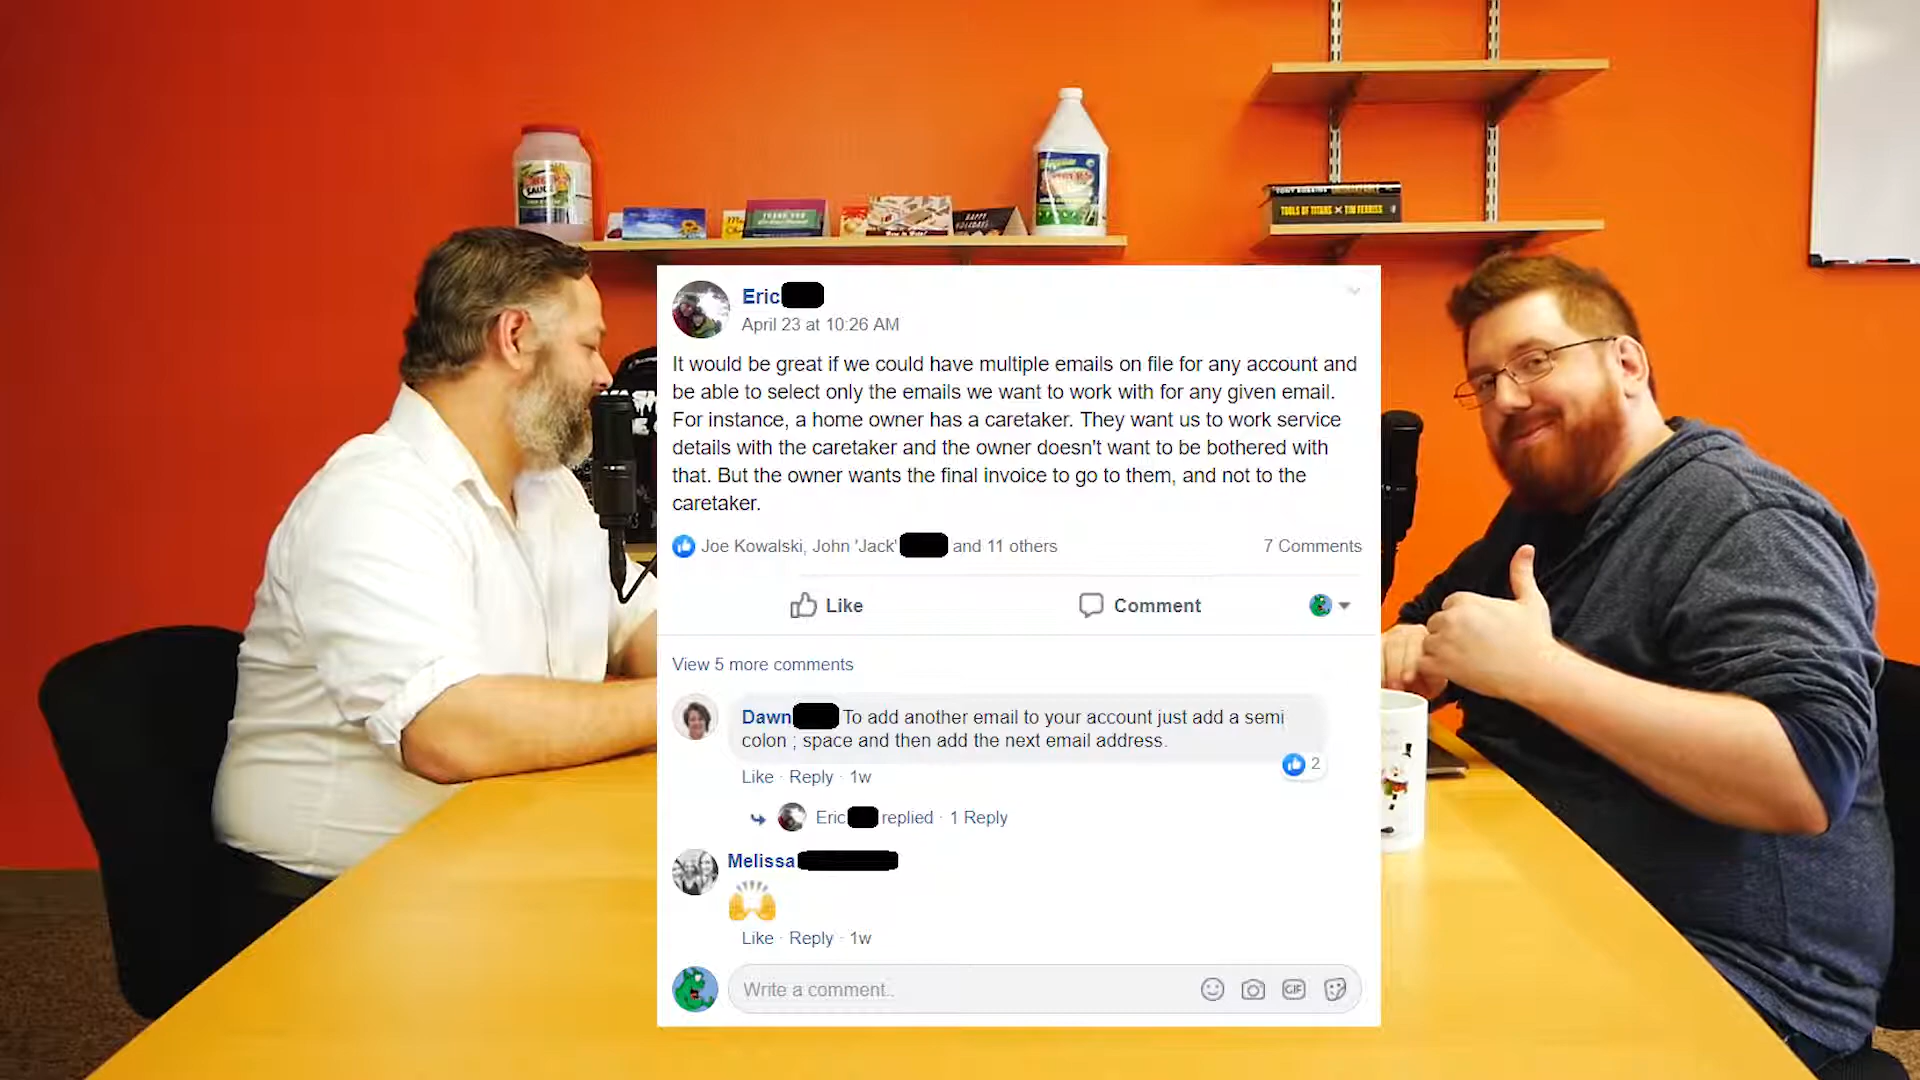 SAUCE
THANK YOU
HAPPY
HOLIDAYS
TONY ROBBINS
TOOLS OF TITANS ✕ TIM FERRISS
Eric
April 23 at 10:26 AM
It would be great if we could have multiple emails on file for any account and
be able to select only the emails we want to work with for any given email.
For instance, a home owner has a caretaker. They want us to work service
details with the caretaker and the owner doesn't want to be bothered with
that. But the owner wants the final invoice to go to them, and not to the
caretaker.
Joe Kowalski, John 'Jack' and 11 others 7 Comments
Like Comment
View 5 more comments
Dawn To add another email to your account just add a semi
colon ; space and then add the next email address.
2
Like · Reply · 1w
Eric replied · 1 Reply
Melissa
Like · Reply · 1w
Write a comment..
GIF